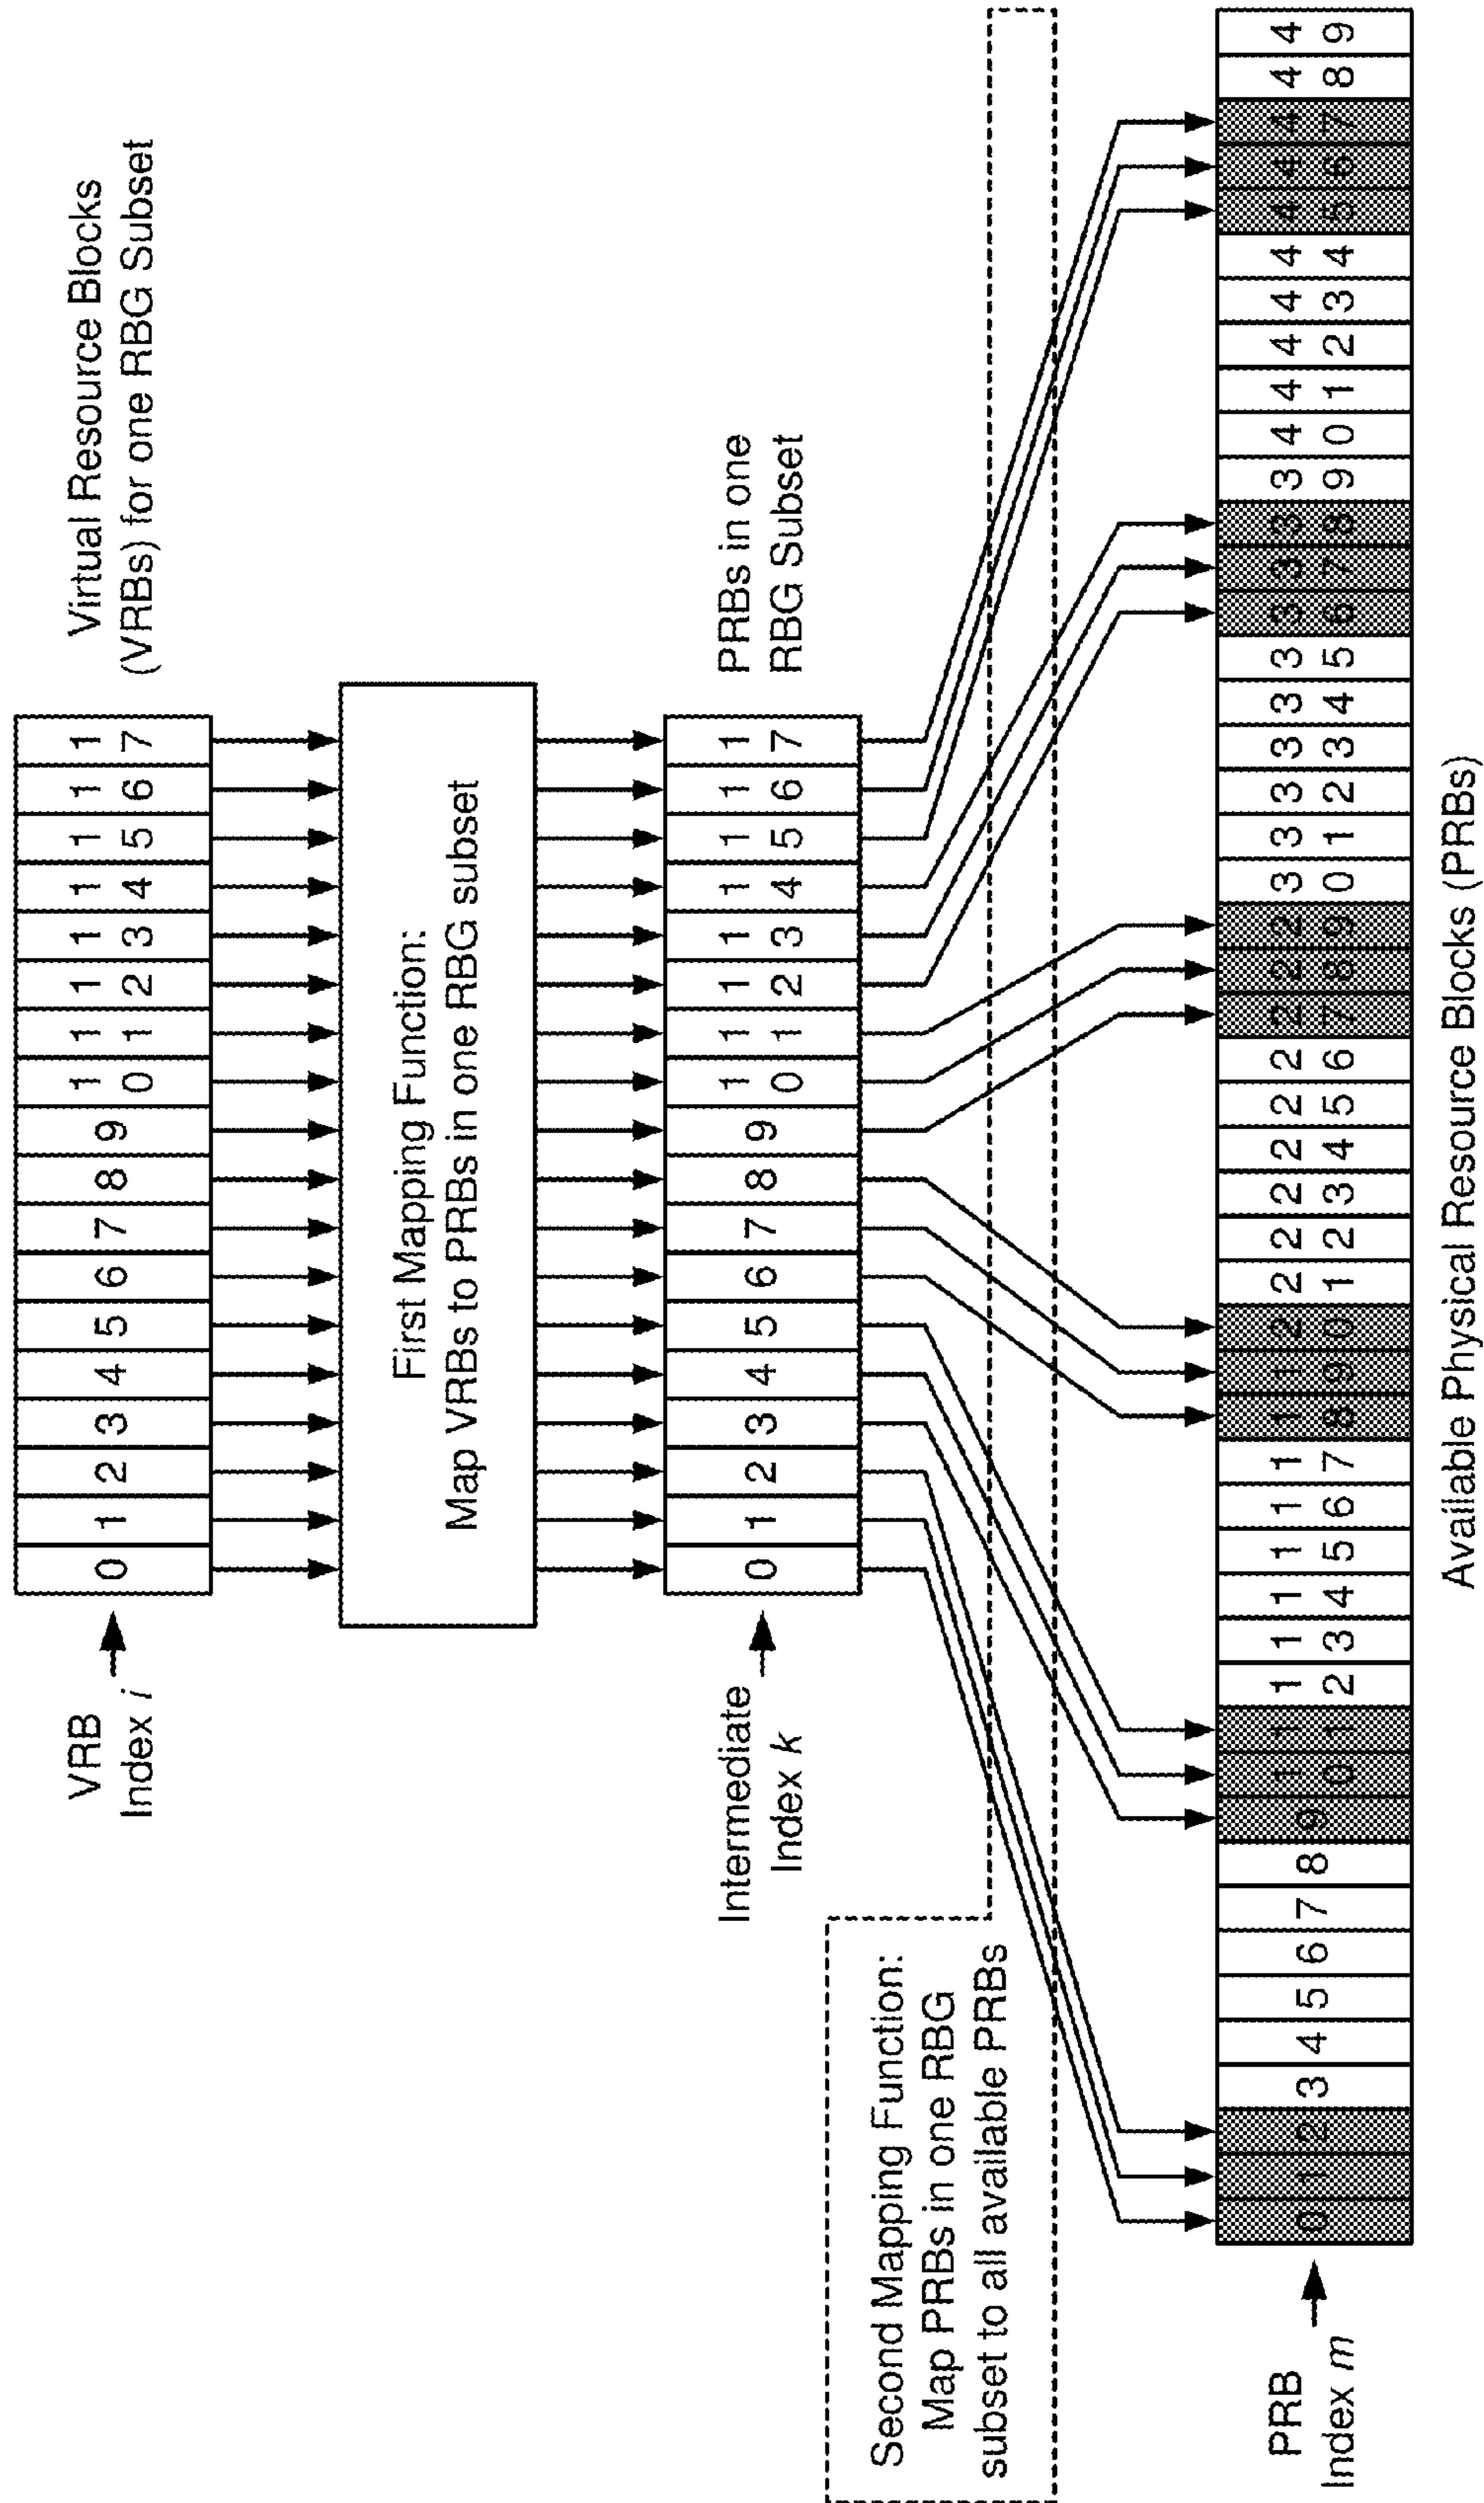 Virtual Resource Blocks
(VRBs) for one RBG Subset
VRB
Index i
0 1 2 3 4 5 6 7 8 9 10 11 12 13 14 15 16 17
First Mapping Function:
Map VRBs to PRBs in one RBG subset
PRBs in one
RBG Subset
Intermediate
Index k
0 1 2 3 4 5 6 7 8 9 10 11 12 13 14 15 16 17
Second Mapping Function:
Map PRBs in one RBG
subset to all available PRBs
PRB
Index m
0 1 2 3 4 5 6 7 8 9 10 11 12 13 14 15 16 17 18 19 20 21 22 23 24 25 26 27 28 29 30 31 32 33 34 35 36 37 38 39 40 41 42 43 44 45 46 47 48 49
Available Physical Resource Blocks (PRBs)